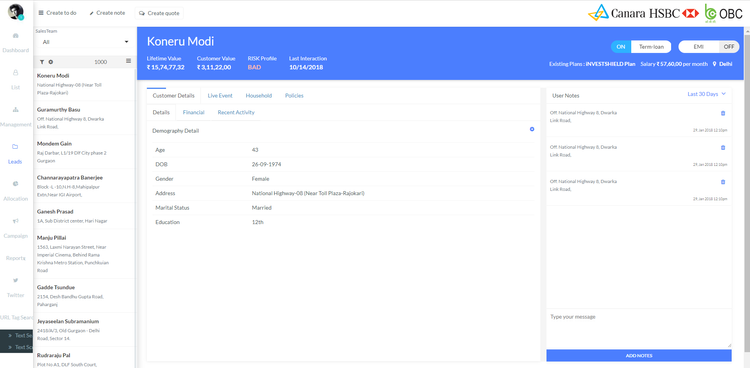 Create to do
Create note
Create quote
Canara HSBC
OBC
Sales Team
All
1000
Dashboard
List
Management
Leads
Allocation
Campaign
Reports
Twitter
URL Tag Sear
Text Se
Text Sc
Koneru Modi
National Highway-08 (Near Toll
Plaza-Rajokari)
Guramurthy Basu
Off: National Highway 8, Dwarka
Link Road,
Mondem Gain
Raj Darbar, L1/19 Dlf City phase 2
Gurgaon
Channarayapatra Banerjee
Block -L -10,N H-8,Mahipalpur
Extn,Near IGI Airport,
Ganesh Prasad
1A, Sub District center, Hari Nagar
Manju Pillai
1563, Laxmi Narayan Street, Near
Imperial Cinema, Behind Rama
Krishna Metro Station, Punchkuian
Road
Gadde Tsundue
2154, Desh Bandhu Gupta Road,
Paharganj
Jeyaseelan Subramanium
2418/A/3, Old Gurgaon - Delhi
Road, Sector 14.
Rudraraju Pal
Plot No A3, DLF South Court,
Koneru Modi
Lifetime Value
₹ 15,74,77,32
Customer Value
₹ 3,11,22,00
RISK Profile
BAD
Last Interaction
10/14/2018
ON
Term loan
EMI
OFF
Existing Plans : iNVESTSHIELD Plan
Salary ₹ 57,60,00 per month
Delhi
Customer Details
Live Event
Household
Policies
Details
Financial
Recent Activity
Demography Detail
Age 43
DOB 26-09-1974
Gender Female
Address National Highway-08 (Near Toll Plaza-Rajokari)
Marital Status Married
Education 12th
User Notes
Last 30 Days
Off: National Highway 8, Dwarka
Link Road,
29 Jan 2018 12:10pm
Off: National Highway 8, Dwarka
Link Road,
29 Jan 2018 12:10pm
Off: National Highway 8, Dwarka
Link Road,
29 Jan 2018 12:10pm
Type your message
ADD NOTES